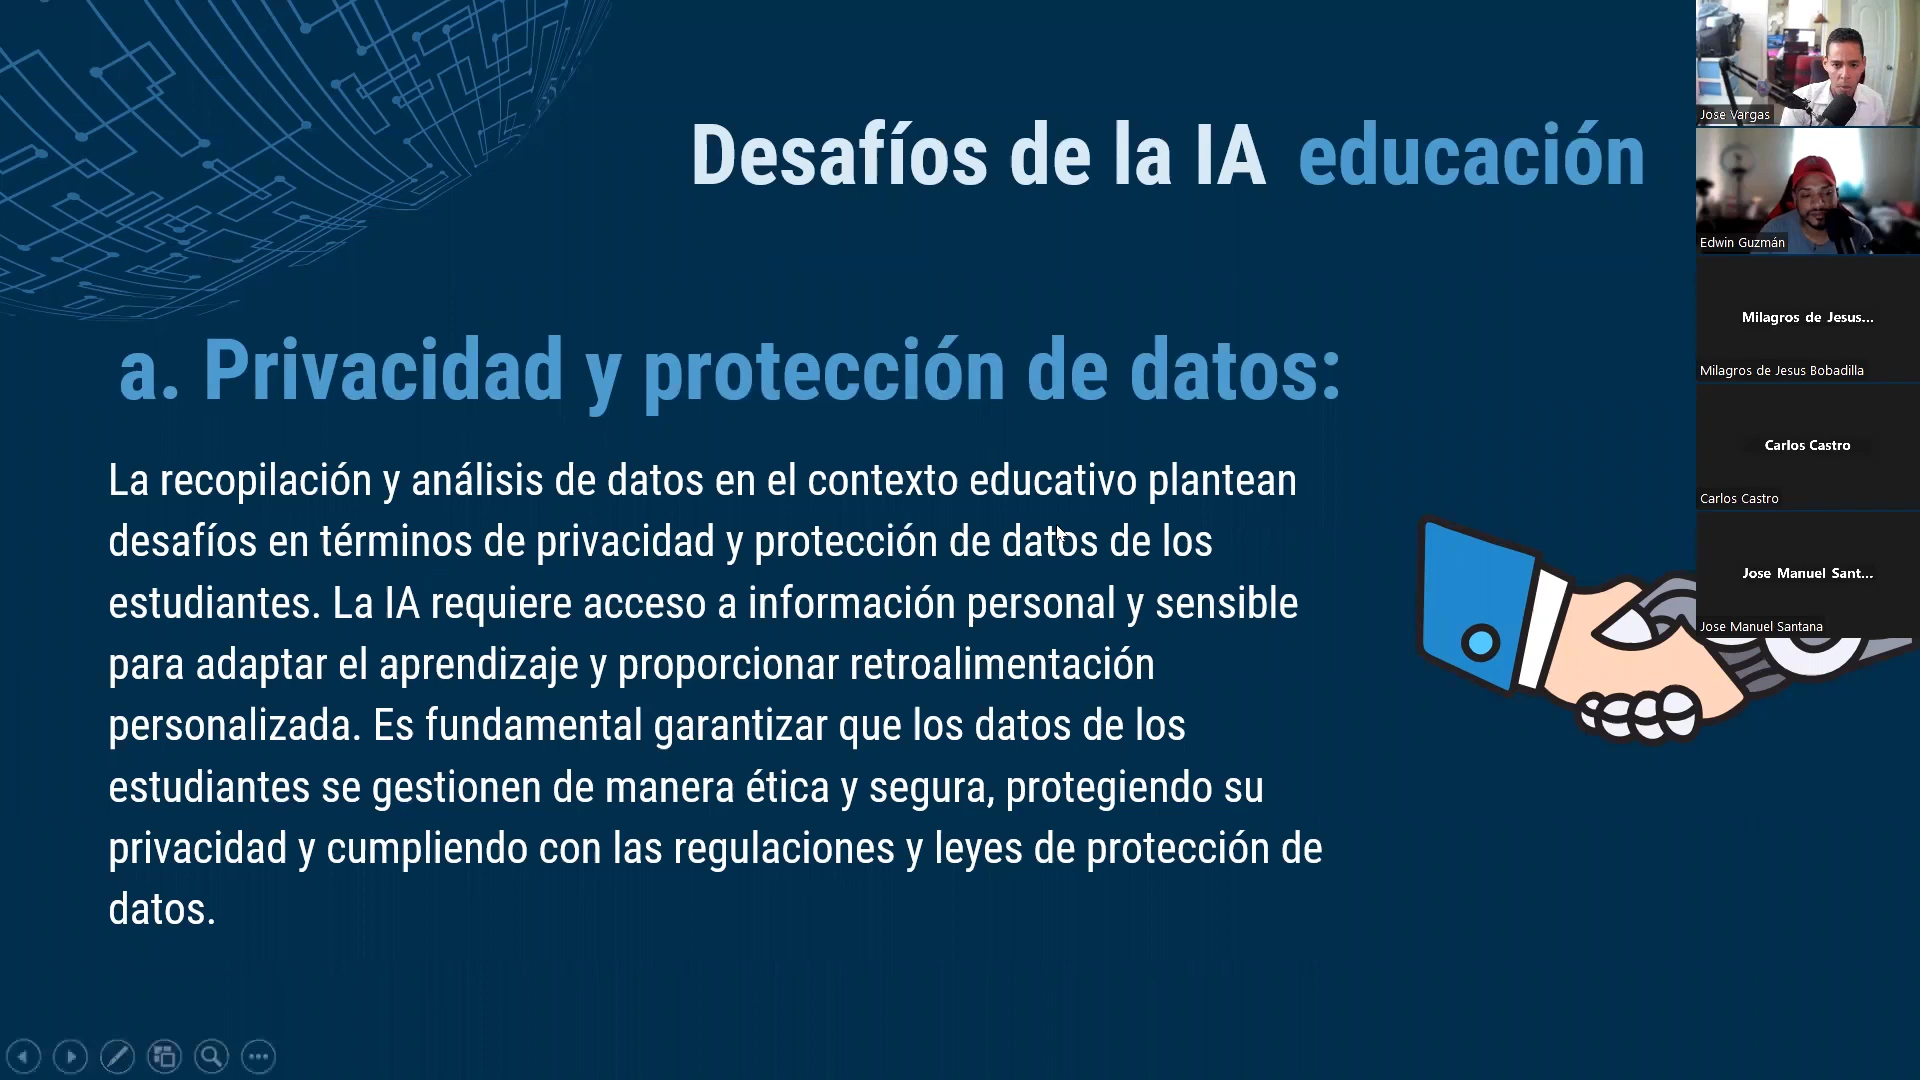 Desafíos de la IA educación
a. Privacidad y protección de datos:
La recopilación y análisis de datos en el contexto educativo plantean
desafíos en términos de privacidad y protección de datos de los
estudiantes. La IA requiere acceso a información personal y sensible
para adaptar el aprendizaje y proporcionar retroalimentación
personalizada. Es fundamental garantizar que los datos de los
estudiantes se gestionen de manera ética y segura, protegiendo su
privacidad y cumpliendo con las regulaciones y leyes de protección de
datos.
Jose Vargas
Edwin Guzmán
Milagros de Jesus...
Milagros de Jesus Bobadilla
Carlos Castro
Carlos Castro
Jose Manuel Sant...
Jose Manuel Santana